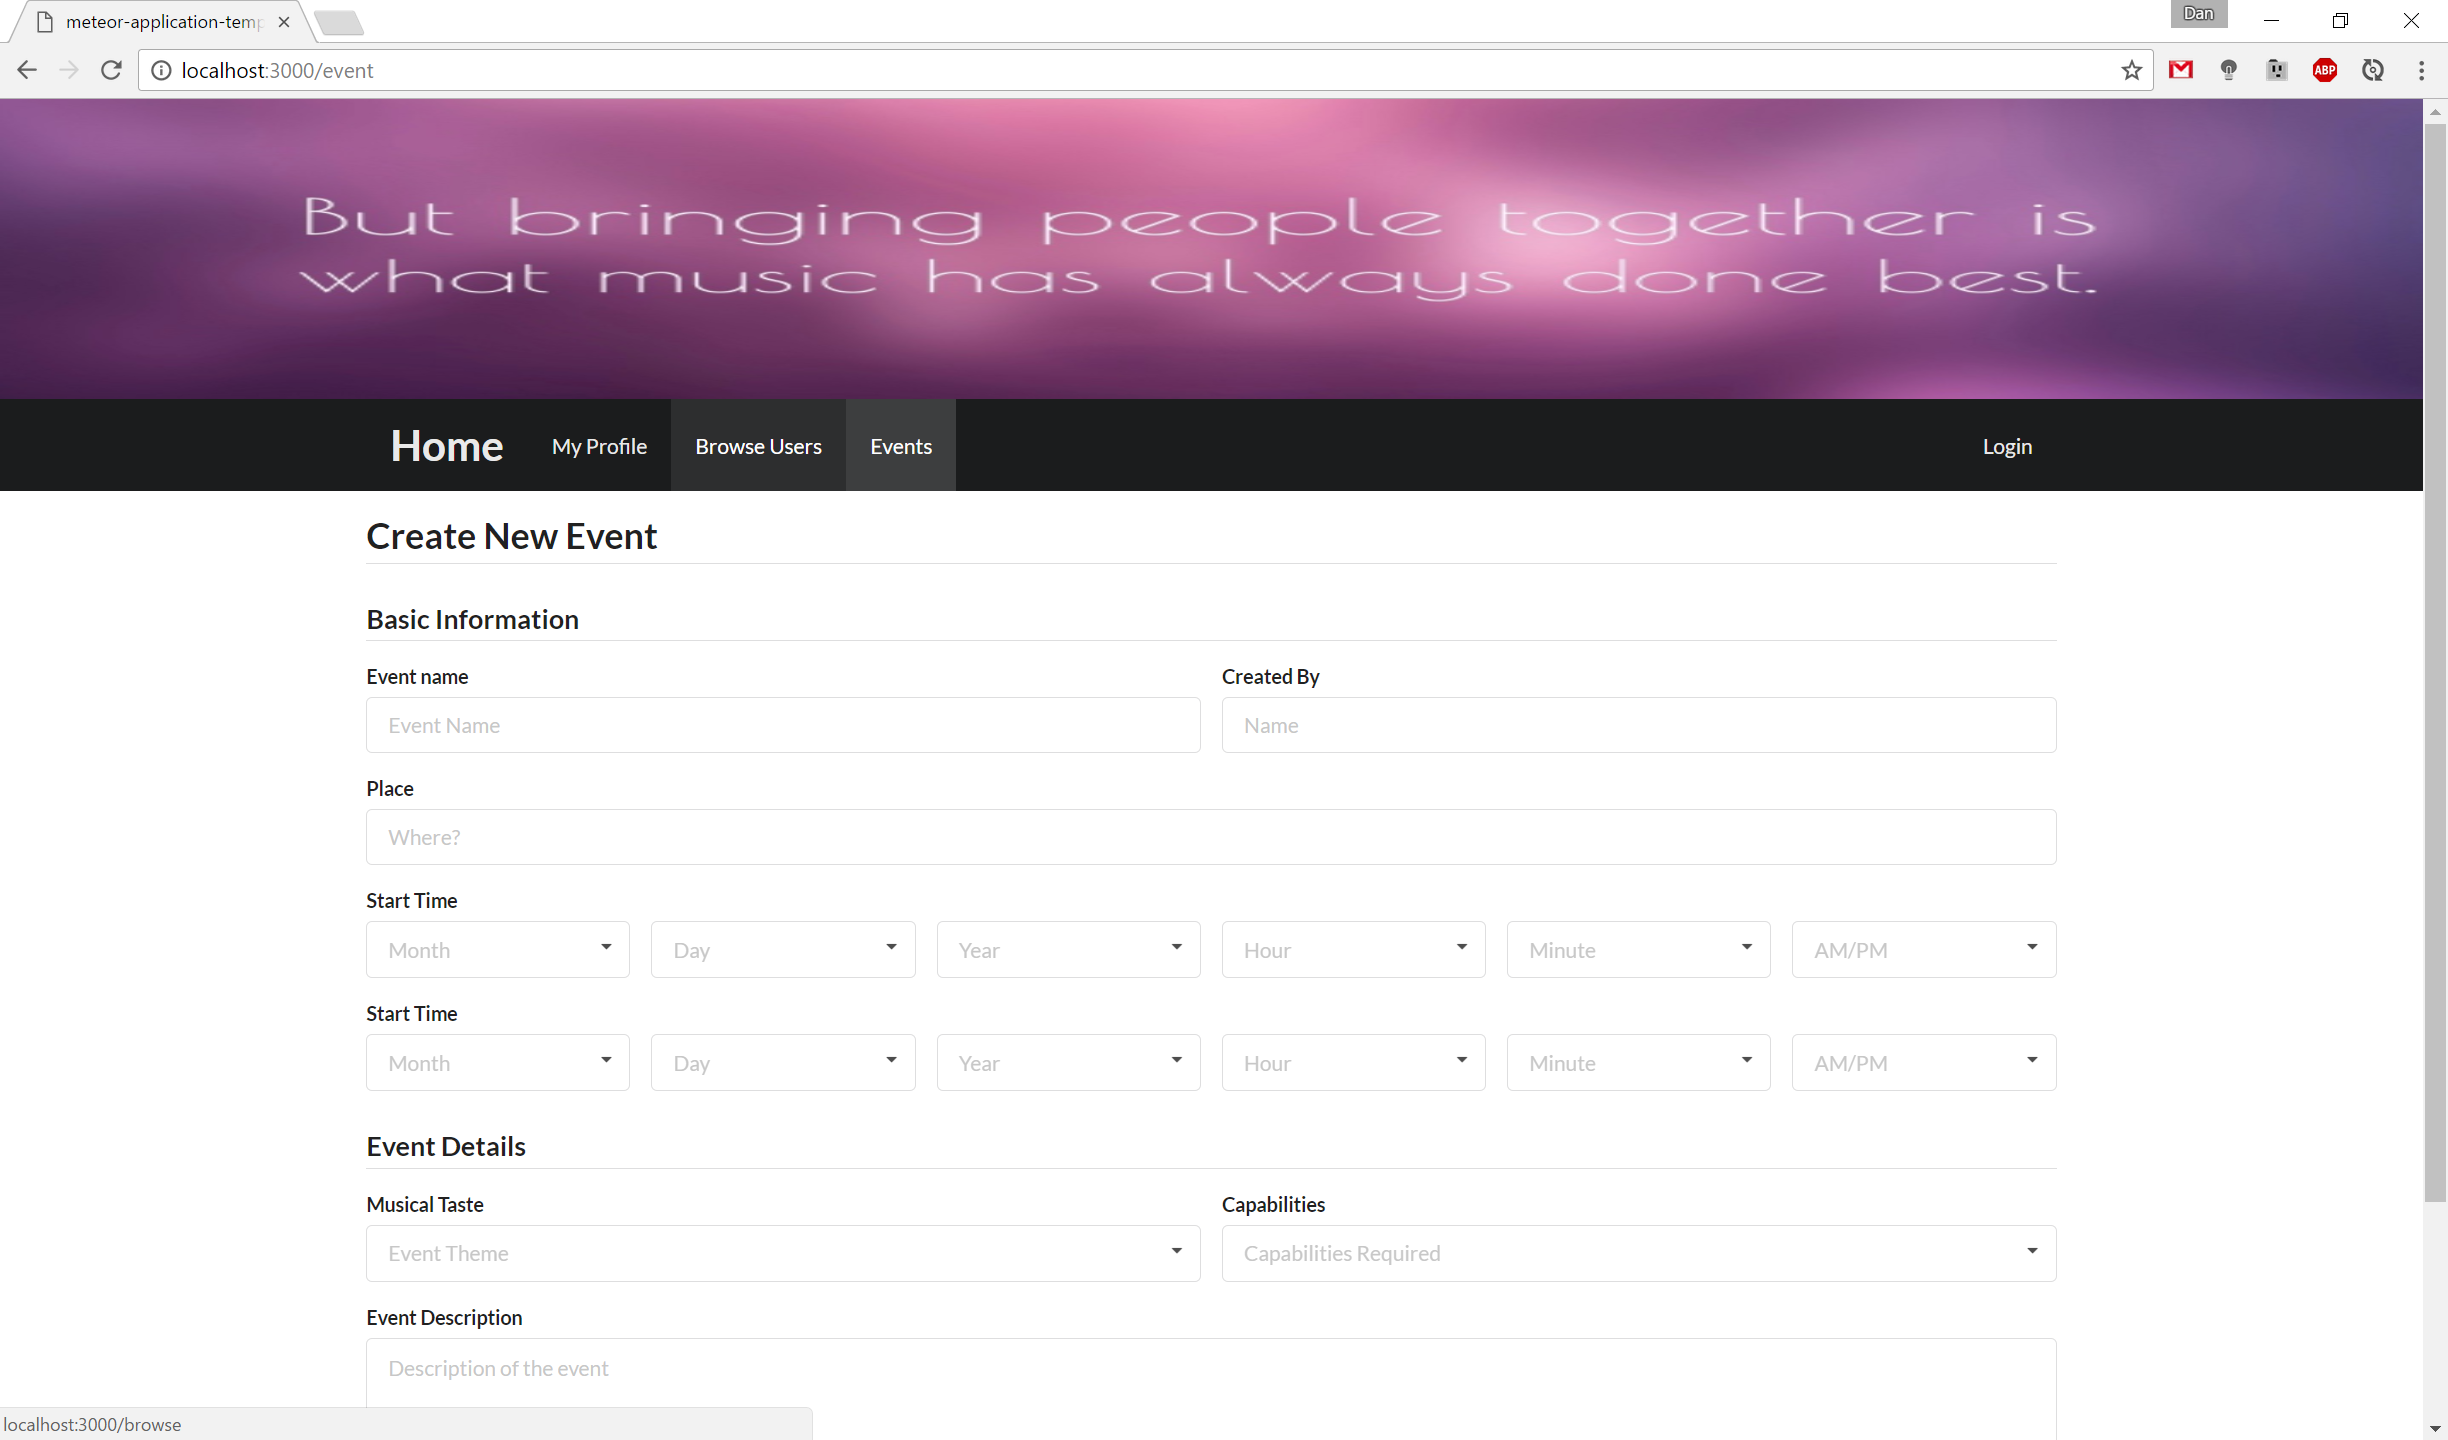 meteor-application-temp
Dan
localhost:3000/event
ABP
But bringing people together is
what music has always done best.
Home My Profile Browse Users Events Login
Create New Event
Basic Information
Event name Created By
Event Name Name
Place
Where?
Start Time
Month Day Year Hour Minute AM/PM
Start Time
Month Day Year Hour Minute AM/PM
Event Details
Musical Taste Capabilities
Event Theme Capabilities Required
Event Description
Description of the event
localhost:3000/browse